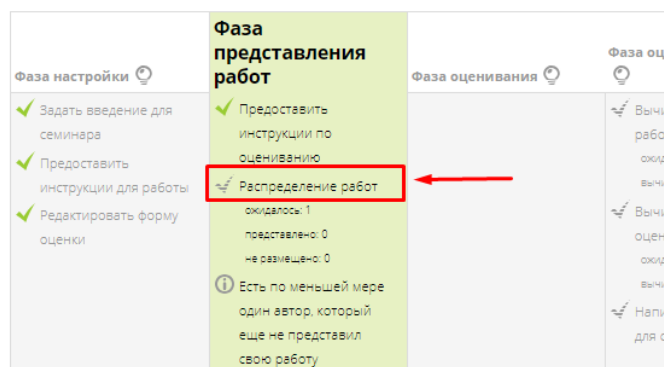 Фаза настройки
Задать введение для
семинара
Предоставить
инструкции для работы
Редактировать форму
оценки
Фаза
представления
работ
Предоставить
инструкции по
оцениванию
Распределение работ
ожидалось: 1
представлено: 0
не размещено: 0
Есть по меньшей мере
один автор, который
еще не представил
свою работу
Фаза оценивания
Фаза
для